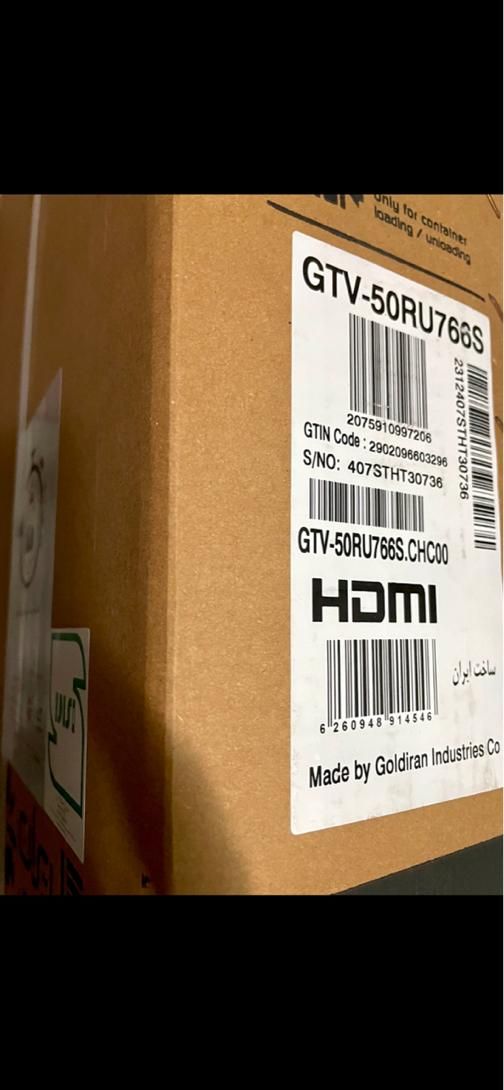 only for container
loading / unloading
GTV-50RU766S
2075910997206
GTIN Code : 2902096603296
S/NO: 407STHT30736
2312407STHT30736
GTV-50RU766S.CHC00
HDMI
ساخت ایران
6 260948 914546
Made by Goldiran Industries Co